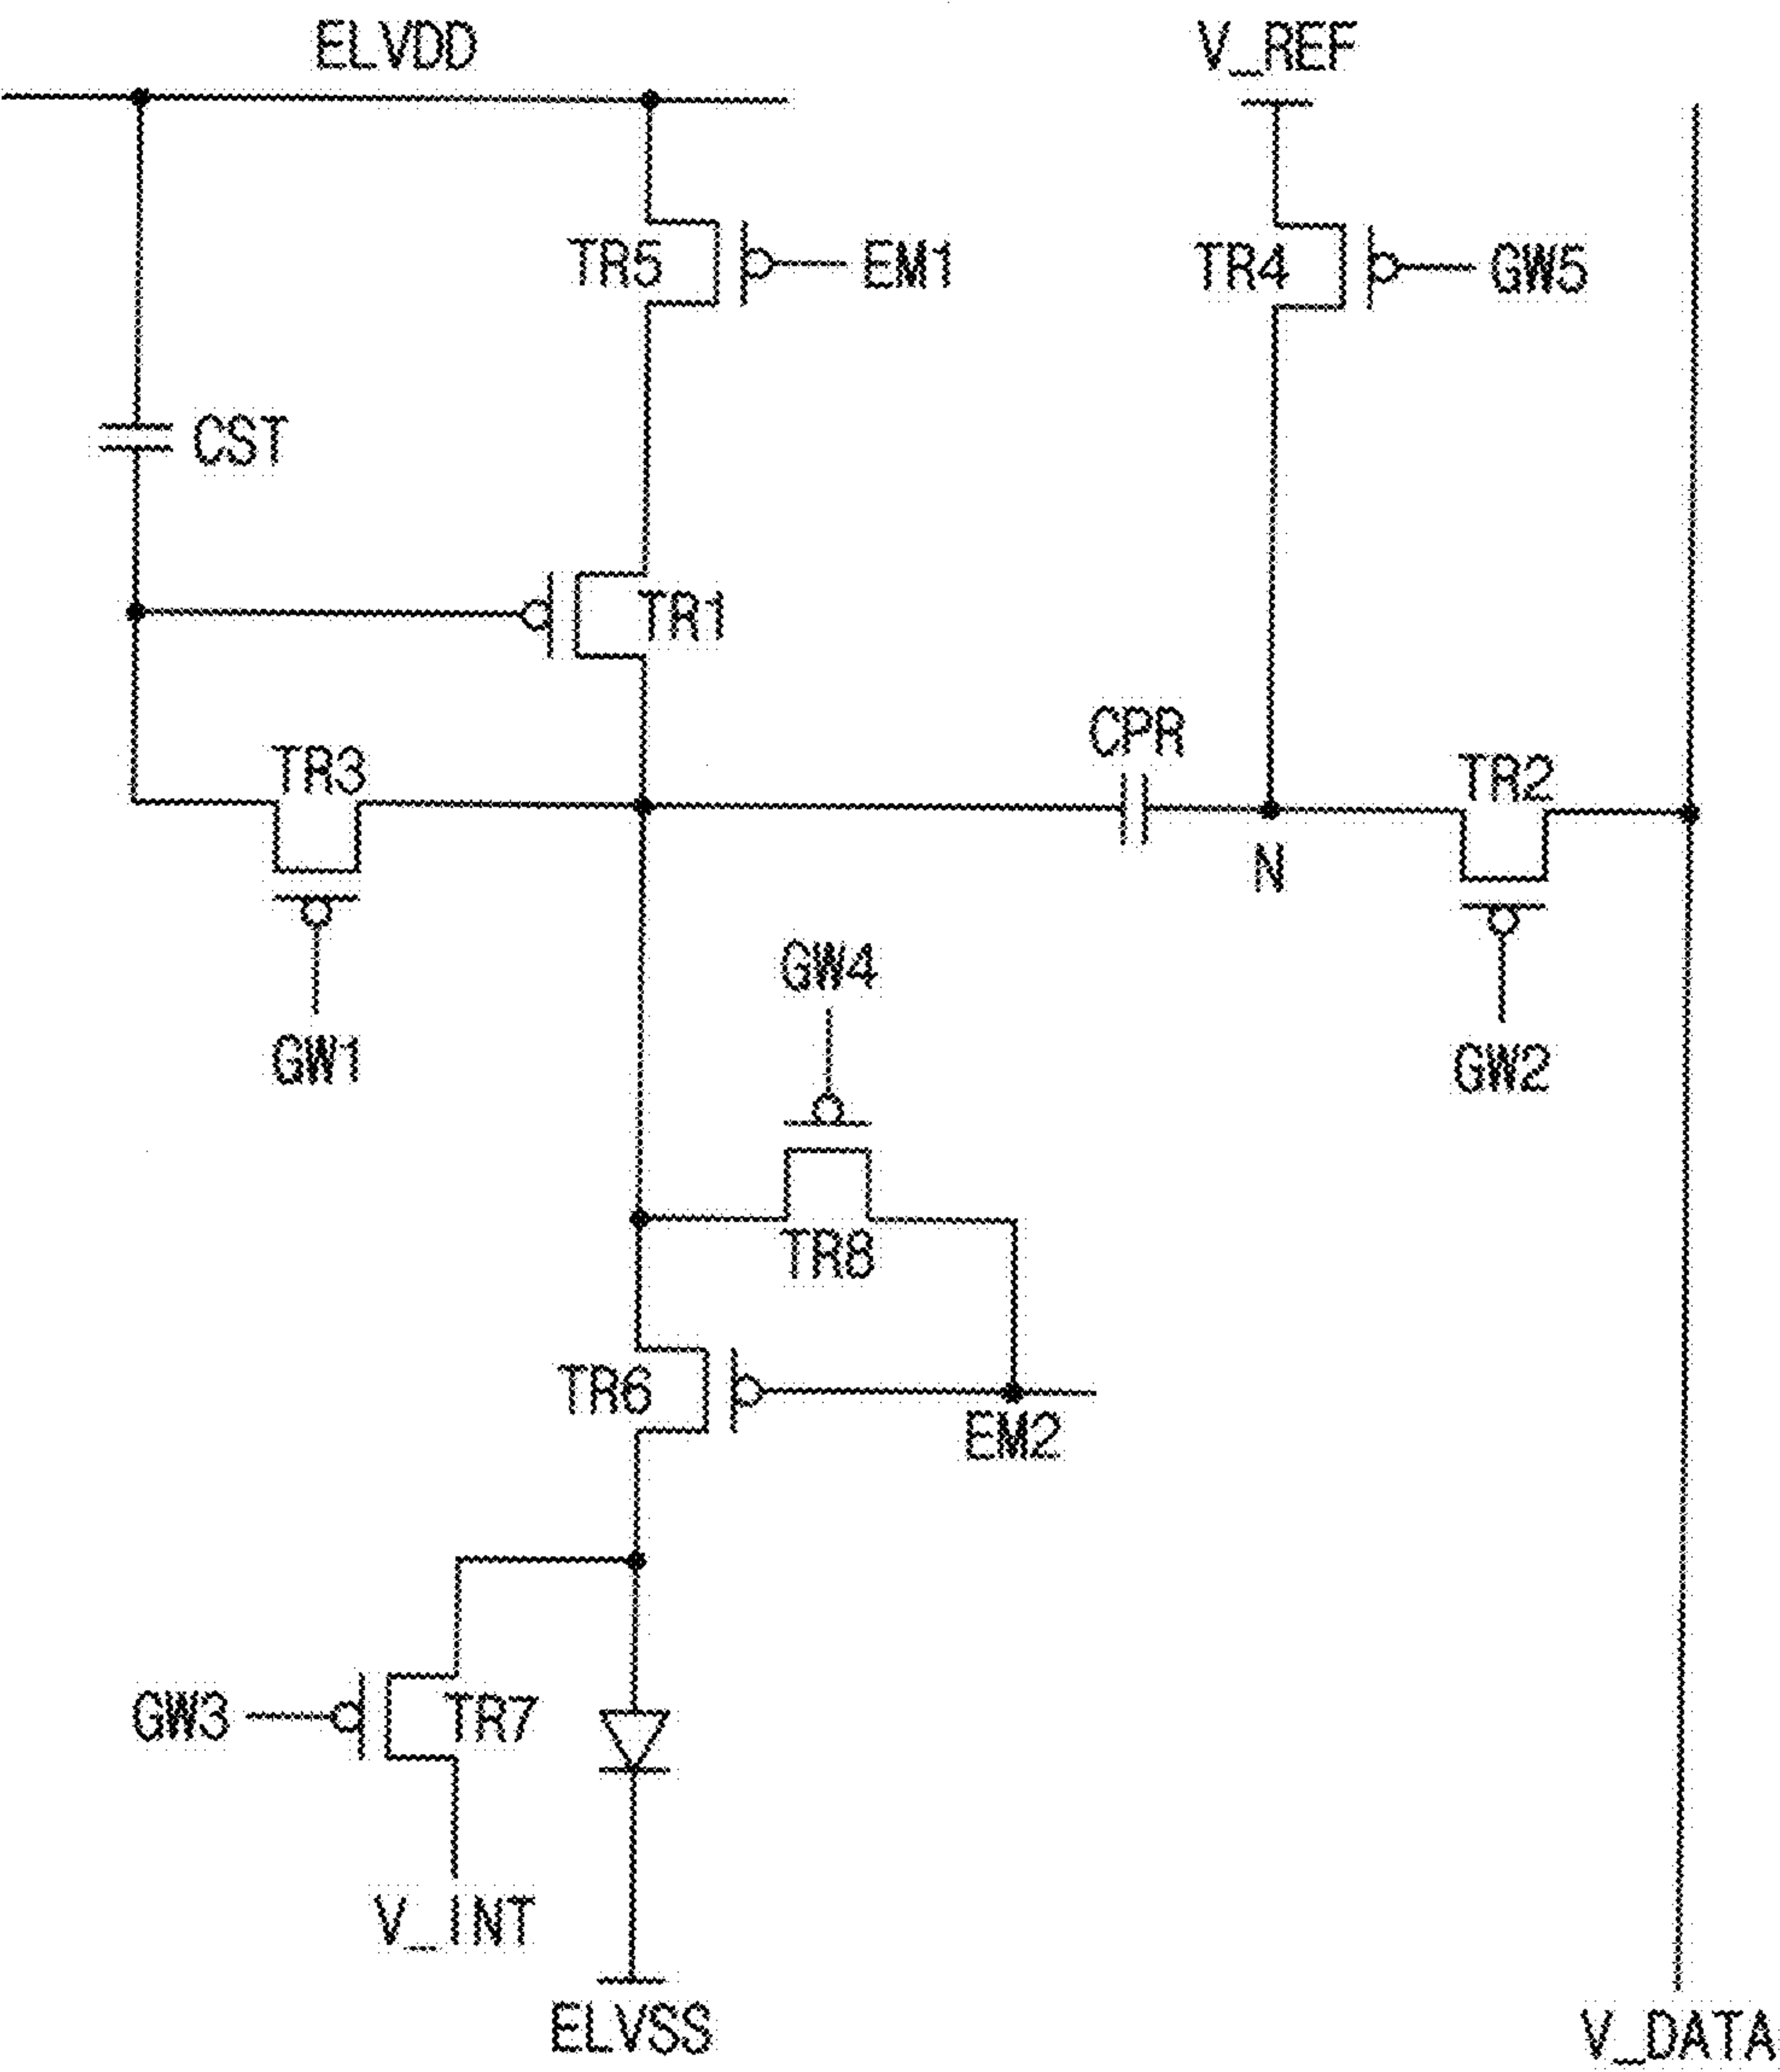 ELVDD
V_REF
TR5
EM1
TR4
GW5
CST
TR1
CPR
TR3
TR2
N
GW4
GW1
GW2
TR8
TR6
EM2
GW3
TR7
V_INT
ELVSS
V_DATA